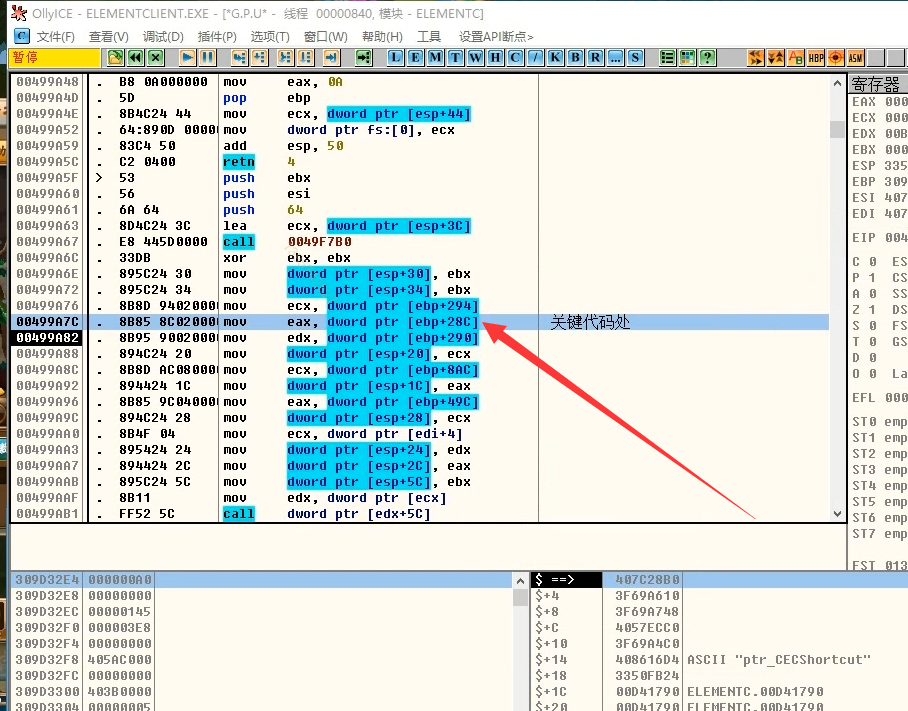 OllyICE - ELEMENTCLIENT.EXE - [*G.P.U* - 线程 00000840, 模块 - ELEMENTC]
C 文件(F) 查看(V) 调试(D) 插件(P) 选项(T) 窗口(W) 帮助(H) 工具 设置API断点>
暂停 L E M T W H C / K B R ... S ? HBP ASM
寄存器
00499A48 . B8 0A000000 mov eax, 0A
00499A4D . 5D pop ebp
00499A4E . 8B4C24 44 mov ecx, dword ptr [esp+44]
00499A52 . 64:890D 0000 mov dword ptr fs:[0], ecx
00499A59 . 83C4 50 add esp, 50
00499A5C . C2 0400 retn 4
00499A5F > 53 push ebx
00499A60 . 56 push esi
00499A61 . 6A 64 push 64
00499A63 . 8D4C24 3C lea ecx, dword ptr [esp+3C]
00499A67 . E8 445D0000 call 0049F7B0
00499A6C . 33DB xor ebx, ebx
00499A6E . 895C24 30 mov dword ptr [esp+30], ebx
00499A72 . 895C24 34 mov dword ptr [esp+34], ebx
00499A76 . 8B8D 9402000 mov ecx, dword ptr [ebp+294]
00499A7C . 8B85 8C02000 mov eax, dword ptr [ebp+28C] 关键代码处
00499A82 . 8B95 9002000 mov edx, dword ptr [ebp+290]
00499A88 . 894C24 20 mov dword ptr [esp+20], ecx
00499A8C . 8B8D AC08000 mov ecx, dword ptr [ebp+8AC]
00499A92 . 894424 1C mov dword ptr [esp+1C], eax
00499A96 . 8B85 9C04000 mov eax, dword ptr [ebp+49C]
00499A9C . 894C24 28 mov dword ptr [esp+28], ecx
00499AA0 . 8B4F 04 mov ecx, dword ptr [edi+4]
00499AA3 . 895424 24 mov dword ptr [esp+24], edx
00499AA7 . 894424 2C mov dword ptr [esp+2C], eax
00499AAB . 895C24 5C mov dword ptr [esp+5C], ebx
00499AAF . 8B11 mov edx, dword ptr [ecx]
00499AB1 . FF52 5C call dword ptr [edx+5C]
EAX 000
ECX 000
EDX 00B
EBX 000
ESP 335
EBP 309
ESI 407
EDI 407
EIP 004
C 0 ES
P 1 CS
A 0 SS
Z 1 DS
S 0 FS
T 0 GS
D 0
O 0 La
EFL 000
ST0 emp
ST1 emp
ST2 emp
ST3 emp
ST4 emp
ST5 emp
ST6 emp
ST7 emp
FST 013
309D32E4 000000A0
309D32E8 00000000
309D32EC 00000145
309D32F0 000003E8
309D32F4 00000000
309D32F8 405AC000
309D32FC 00000000
309D3300 403B0000
309D3304 00000005
$ ==> 407C28B0
$+4 3F69A610
$+8 3F69A748
$+C 4057ECC0
$+10 3F69A4C0
$+14 408616D4 ASCII "ptr_CECShortcut"
$+18 3350FB24
$+1C 00D41790 ELEMENTC.00D41790
$+20 00D41790 ELEMENTC.00D41790